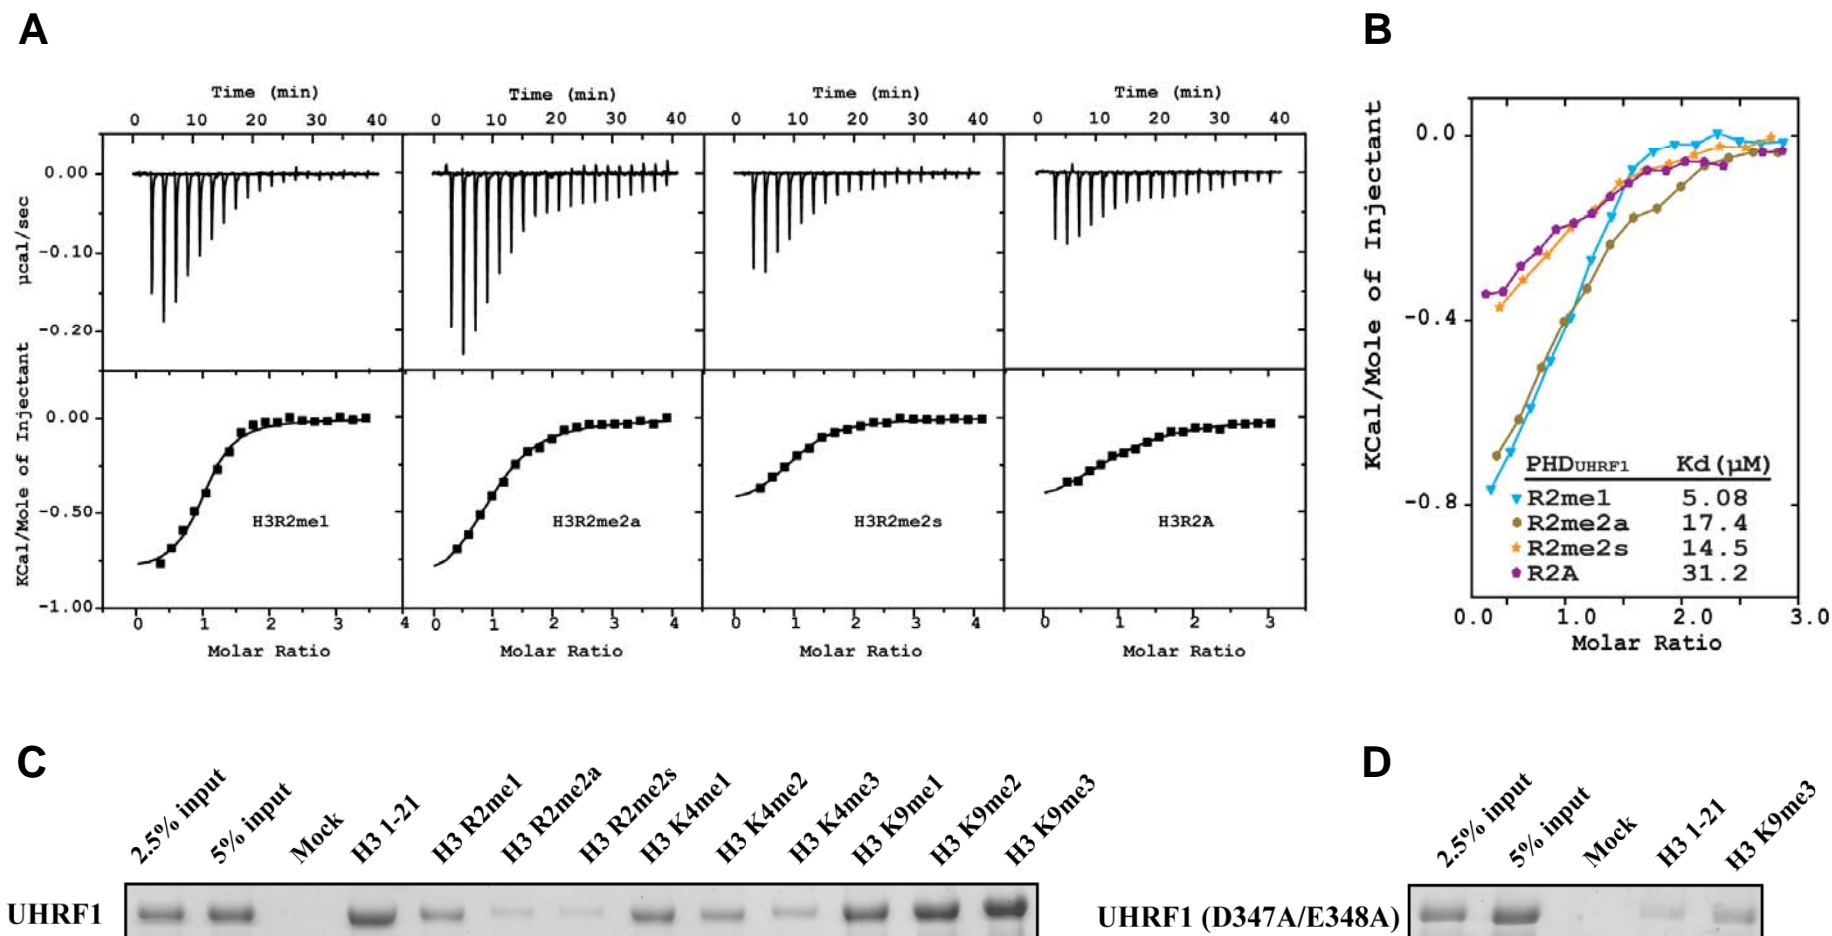 A
B
Time (min)
Time (min)
Time (min)
Time (min)
0 10 20 30 40
0 10 20 30 40
0 10 20 30 40
0 10 20 30 40
µcal/sec
0.00
-0.10
-0.20
KCal/Mole of Injectant
0.00
-0.50
-1.00
H3R2me1
H3R2me2a
H3R2me2s
H3R2A
0 1 2 3 4
0 1 2 3 4
0 1 2 3 4
0 1 2 3
Molar Ratio
Molar Ratio
Molar Ratio
Molar Ratio
KCal/Mole of Injectant
0.0
-0.4
-0.8
PHDUHRF1 Kd(µM)
R2me1 5.08
R2me2a 17.4
R2me2s 14.5
R2A 31.2
0.0 1.0 2.0 3.0
Molar Ratio
C
2.5% input
5% input
Mock
H3 1-21
H3 R2me1
H3 R2me2a
H3 R2me2s
H3 K4me1
H3 K4me2
H3 K4me3
H3 K9me1
H3 K9me2
H3 K9me3
UHRF1
D
2.5% input
5% input
Mock
H3 1-21
H3 K9me3
UHRF1 (D347A/E348A)